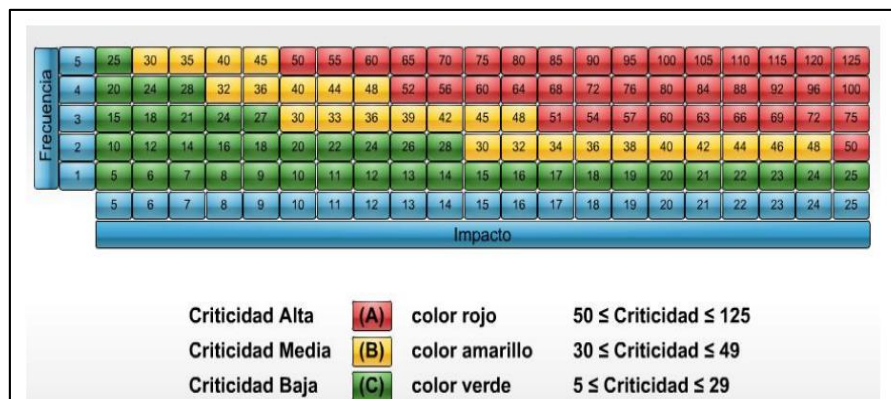 Frecuencia
5 25 30 35 40 45 50 55 60 65 70 75 80 85 90 95 100 105 110 115 120 125
4 20 24 28 32 36 40 44 48 52 56 60 64 68 72 76 80 84 88 92 96 100
3 15 18 21 24 27 30 33 36 39 42 45 48 51 54 57 60 63 66 69 72 75
2 10 12 14 16 18 20 22 24 26 28 30 32 34 36 38 40 42 44 46 48 50
1 5 6 7 8 9 10 11 12 13 14 15 16 17 18 19 20 21 22 23 24 25
5 6 7 8 9 10 11 12 13 14 15 16 17 18 19 20 21 22 23 24 25
Impacto
Criticidad Alta (A) color rojo 50 ≤ Criticidad ≤ 125
Criticidad Media (B) color amarillo 30 ≤ Criticidad ≤ 49
Criticidad Baja (C) color verde 5 ≤ Criticidad ≤ 29